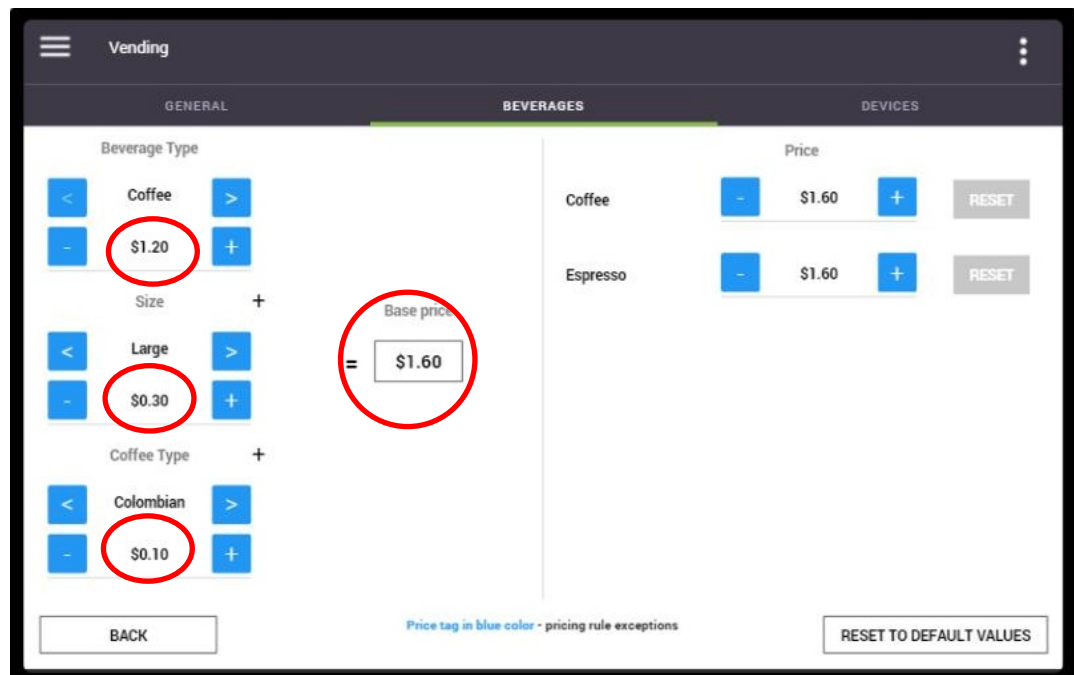 Vending
GENERAL BEVERAGES DEVICES
Beverage Type
< Coffee >
- $1.20 +
Size +
< Large >
- $0.30 +
Coffee Type +
< Colombian >
- $0.10 +
Base price
= $1.60
Price
Coffee - $1.60 + RESET
Espresso - $1.60 + RESET
BACK
Price tag in blue color - pricing rule exceptions
RESET TO DEFAULT VALUES